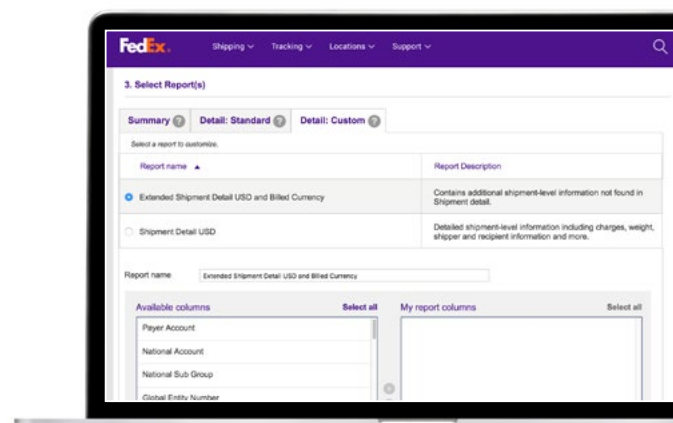 FedEx.
Shipping
Tracking
Locations
Support
3. Select Report(s)
Summary ?
Detail: Standard ?
Detail: Custom ?
Select a report to customize.
Report name
Report Description
Extended Shipment Detail USD and Billed Currency
Contains additional shipment-level information not found in
Shipment detail.
Shipment Detail USD
Detailed shipment-level information including charges, weight,
shipper and recipient information and more.
Report name
Extended Shipment Detail USD and Billed Currency
Available columns
Select all
My report columns
Select all
Payer Account
National Account
National Sub Group
Global Entity Number